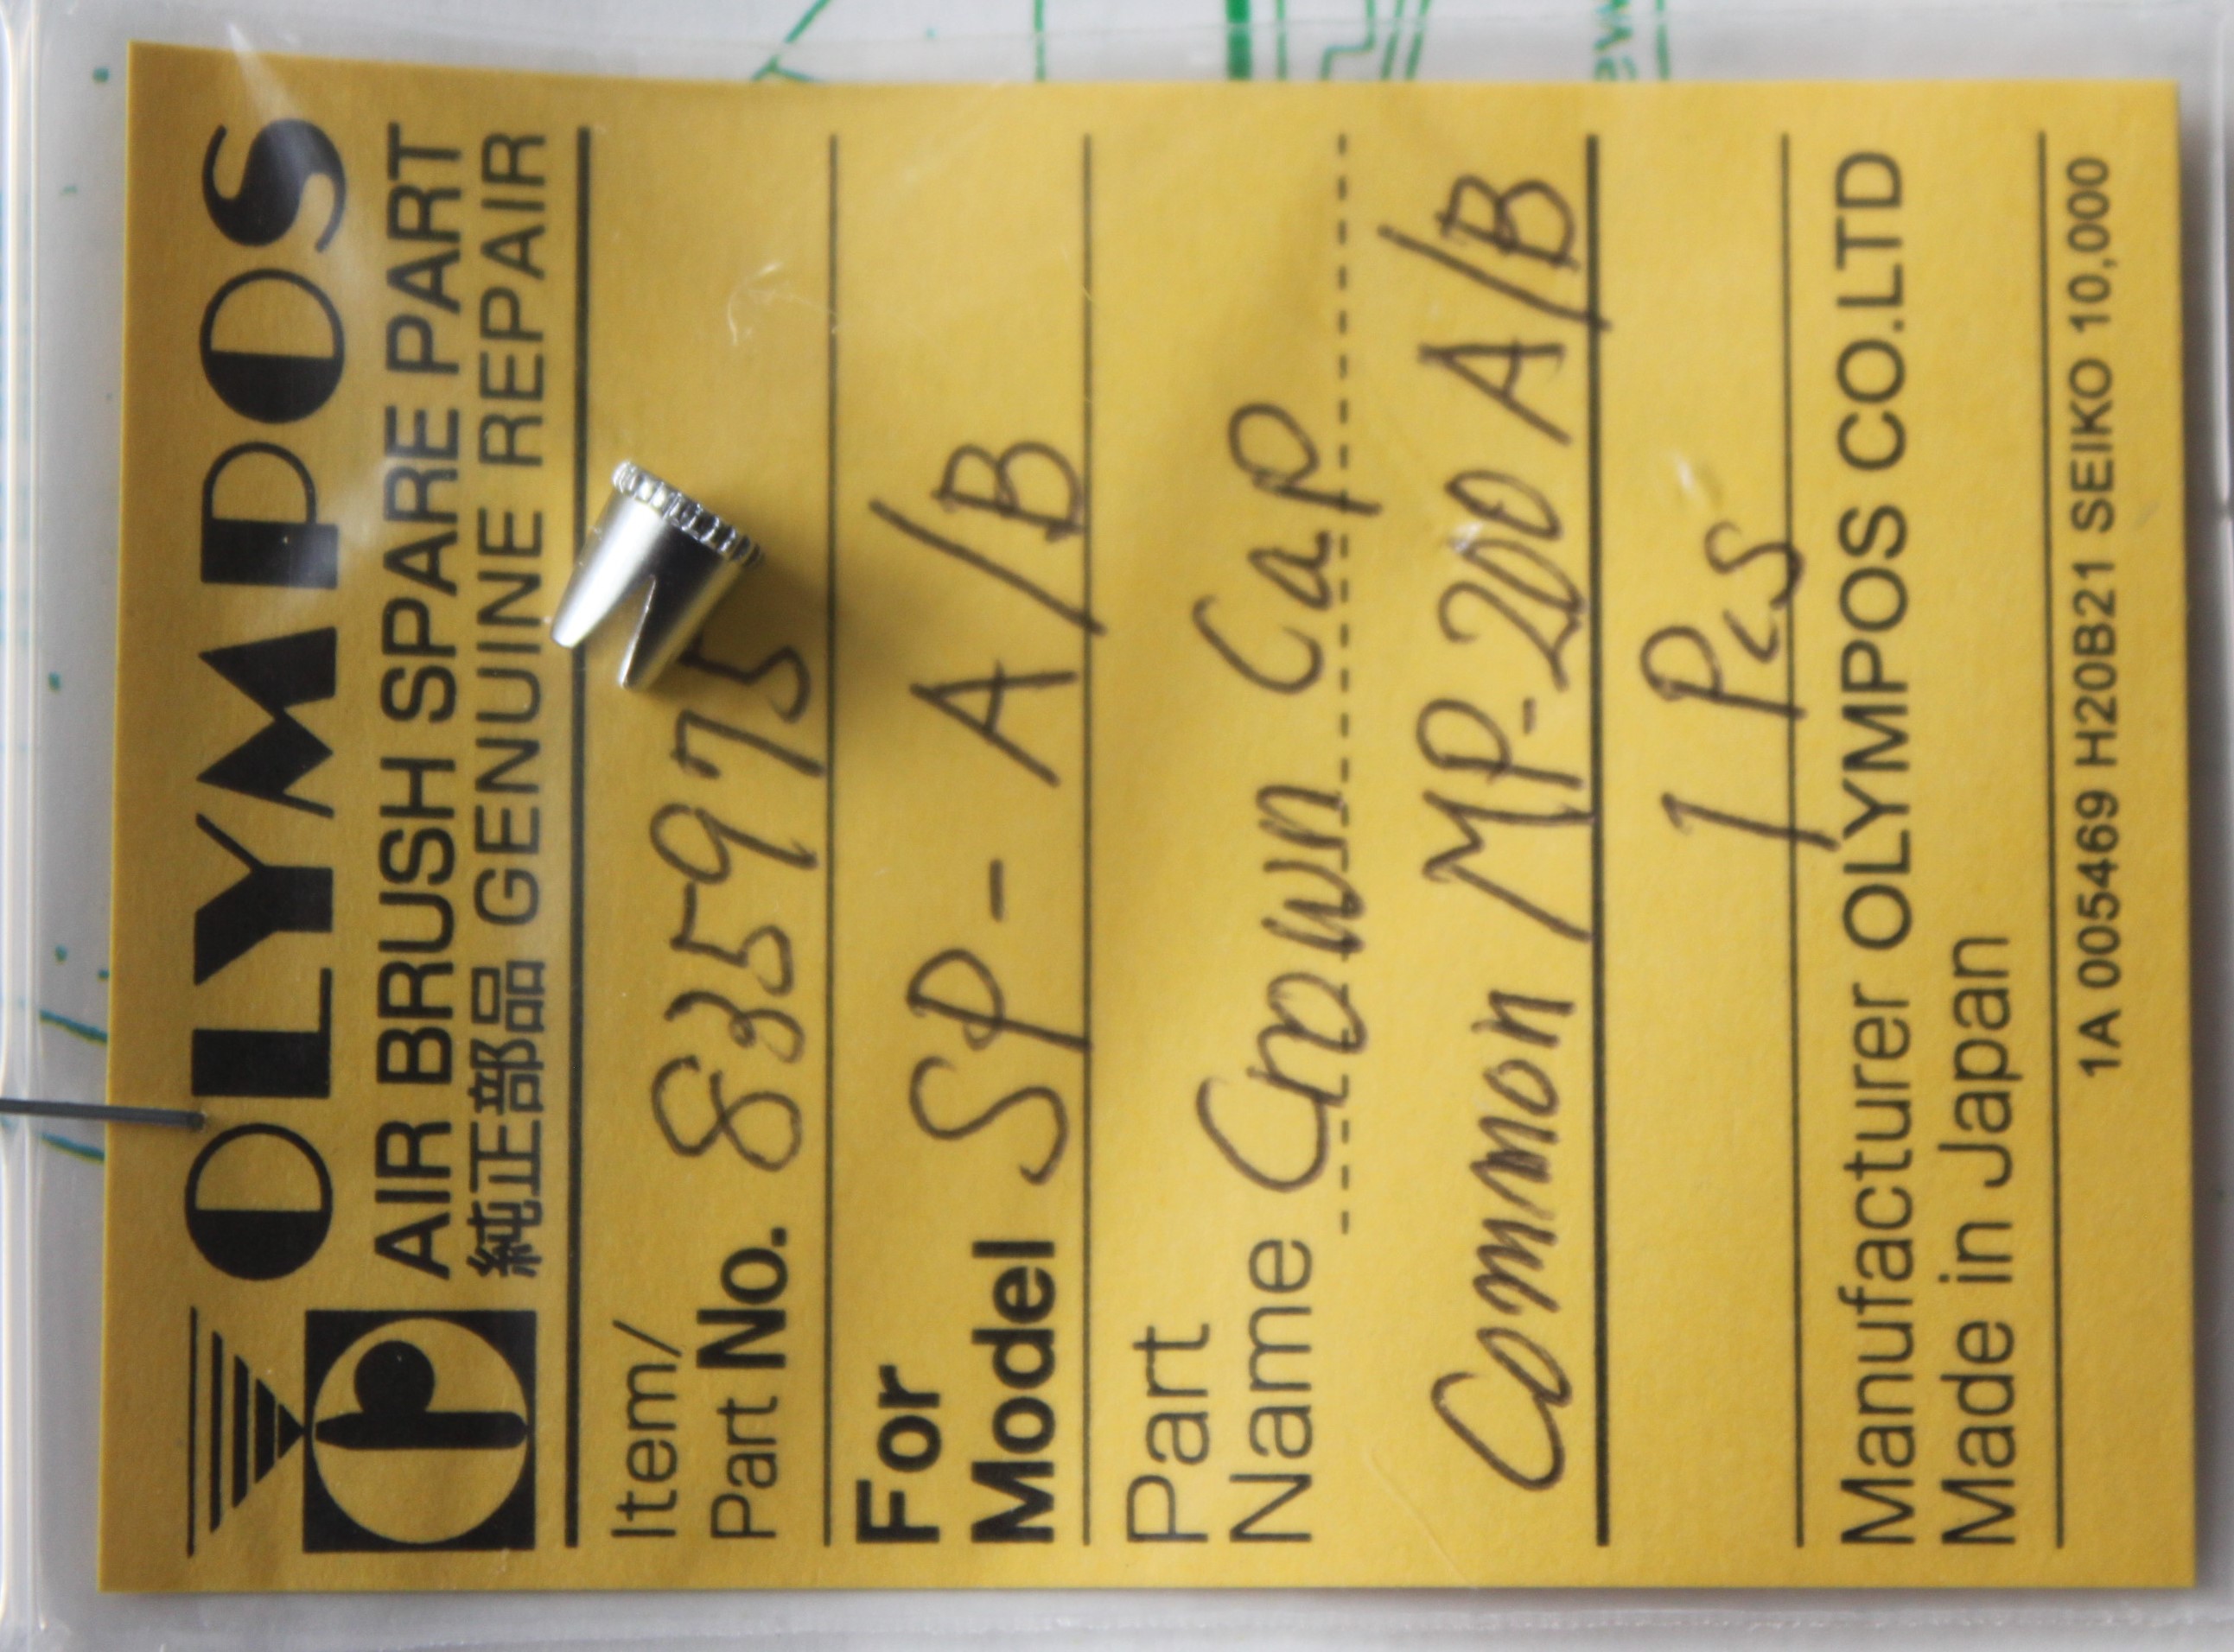 OLYMPOS
AIR BRUSH SPARE PART
純正部品 GENUINE REPAIR
Item/
Part No. 835975
For
Model SP- A/B
Part
Name Crown Cap
Common MP-200 A/B
1 Pcs
Manufacturer OLYMPOS CO.LTD
Made in Japan
1A 005469 H20B21 SEIKO 10,000